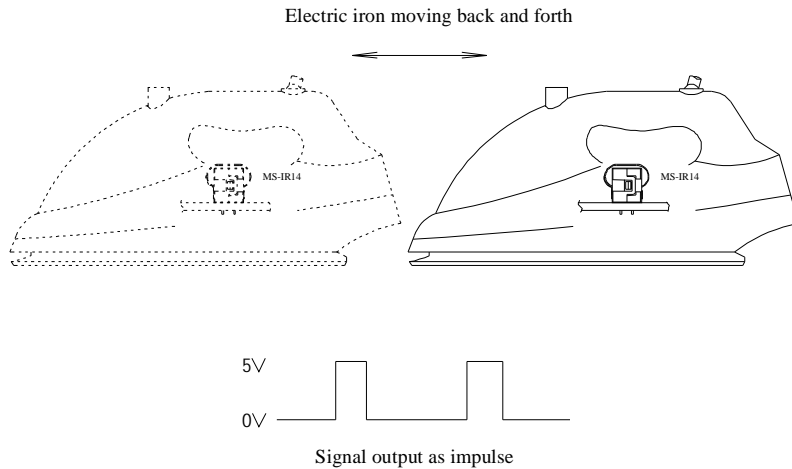 Electric iron moving back and forth
MS-IR14
MS-IR14
5V
0V
Signal output as impulse